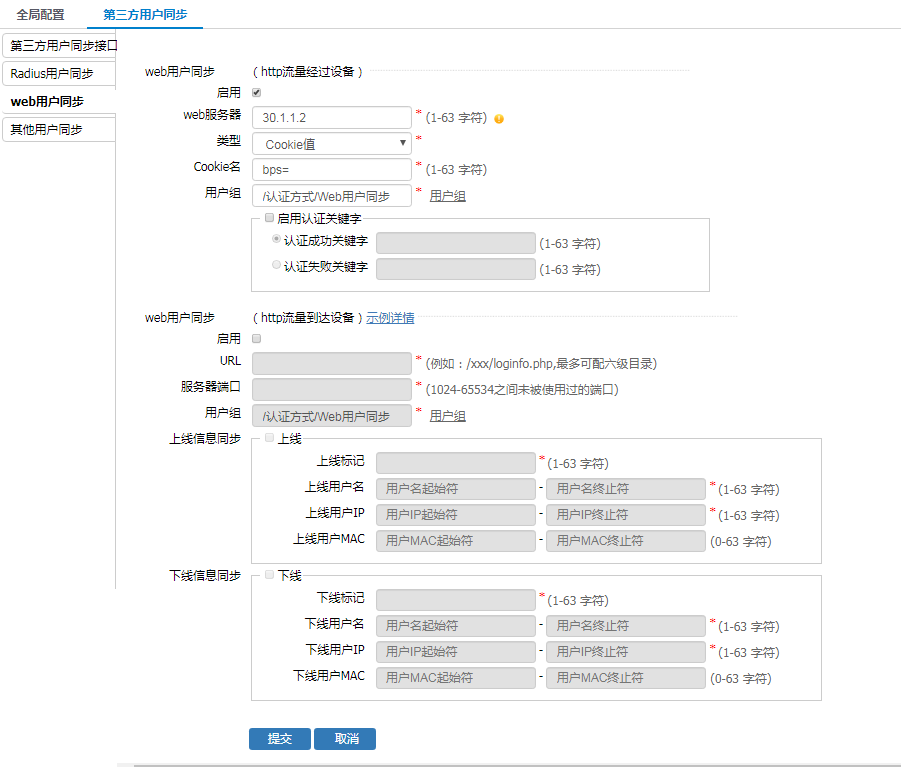 全局配置 第三方用户同步
第三方用户同步接口
Radius用户同步
web用户同步
其他用户同步
web用户同步 ( http流量经过设备 )
启用
web服务器 30.1.1.2 * (1-63 字符)
类型 Cookie值 *
Cookie名 bps= * (1-63 字符)
用户组 /认证方式/Web用户同步 * 用户组
启用认证关键字
认证成功关键字 (1-63 字符)
认证失败关键字 (1-63 字符)
web用户同步 ( http流量到达设备 ) 示例详情
启用
URL * (例如：/xxx/loginfo.php,最多可配六级目录)
服务器端口 * (1024-65534之间未被使用过的端口)
用户组 /认证方式/Web用户同步 * 用户组
上线信息同步 上线
上线标记 * (1-63 字符)
上线用户名 用户名起始符 - 用户名终止符 * (1-63 字符)
上线用户IP 用户IP起始符 - 用户IP终止符 * (1-63 字符)
上线用户MAC 用户MAC起始符 - 用户MAC终止符 (0-63 字符)
下线信息同步 下线
下线标记 * (1-63 字符)
下线用户名 用户名起始符 - 用户名终止符 * (1-63 字符)
下线用户IP 用户IP起始符 - 用户IP终止符 * (1-63 字符)
下线用户MAC 用户MAC起始符 - 用户MAC终止符 (0-63 字符)
提交 取消